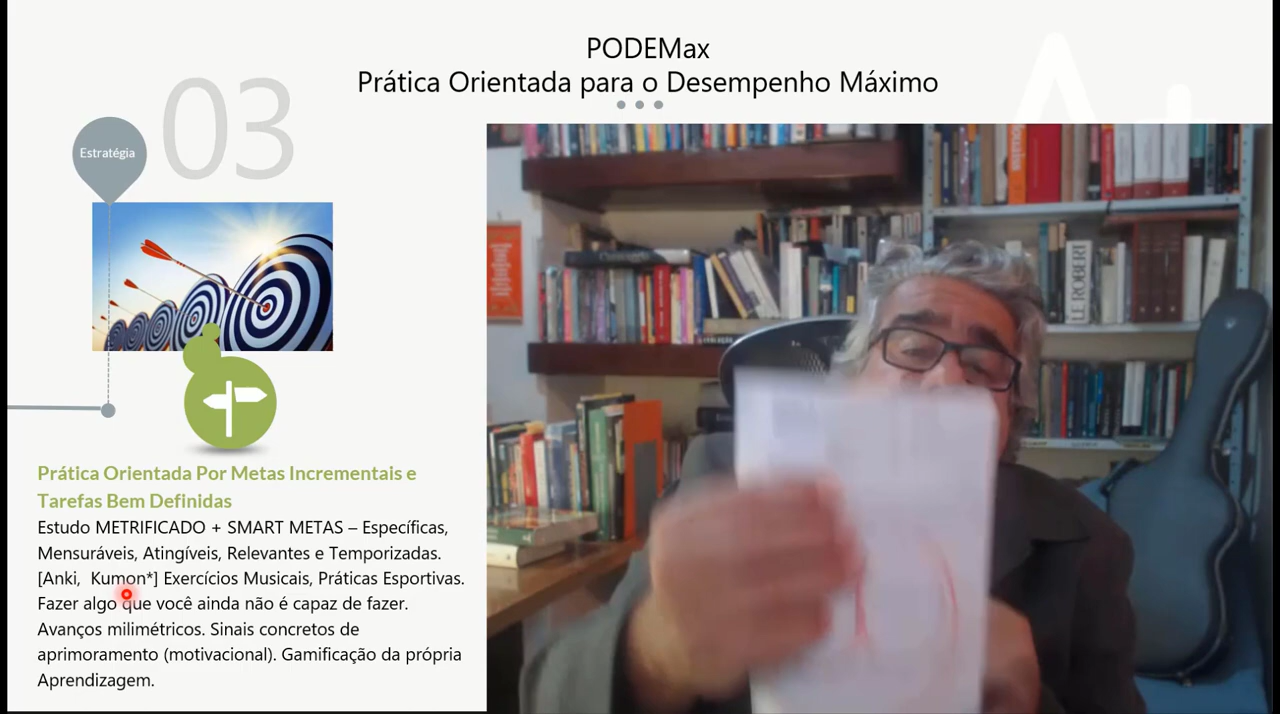 PODEMax
Prática Orientada para o Desempenho Máximo
03
Estratégia
A+
LE ROBERT
Prática Orientada Por Metas Incrementais e
Tarefas Bem Definidas
Estudo METRIFICADO + SMART METAS – Específicas,
Mensuráveis, Atingíveis, Relevantes e Temporizadas.
[Anki,  Kumon*] Exercícios Musicais, Práticas Esportivas.
Fazer algo que você ainda não é capaz de fazer.
Avanços milimétricos. Sinais concretos de
aprimoramento (motivacional). Gamificação da própria
Aprendizagem.